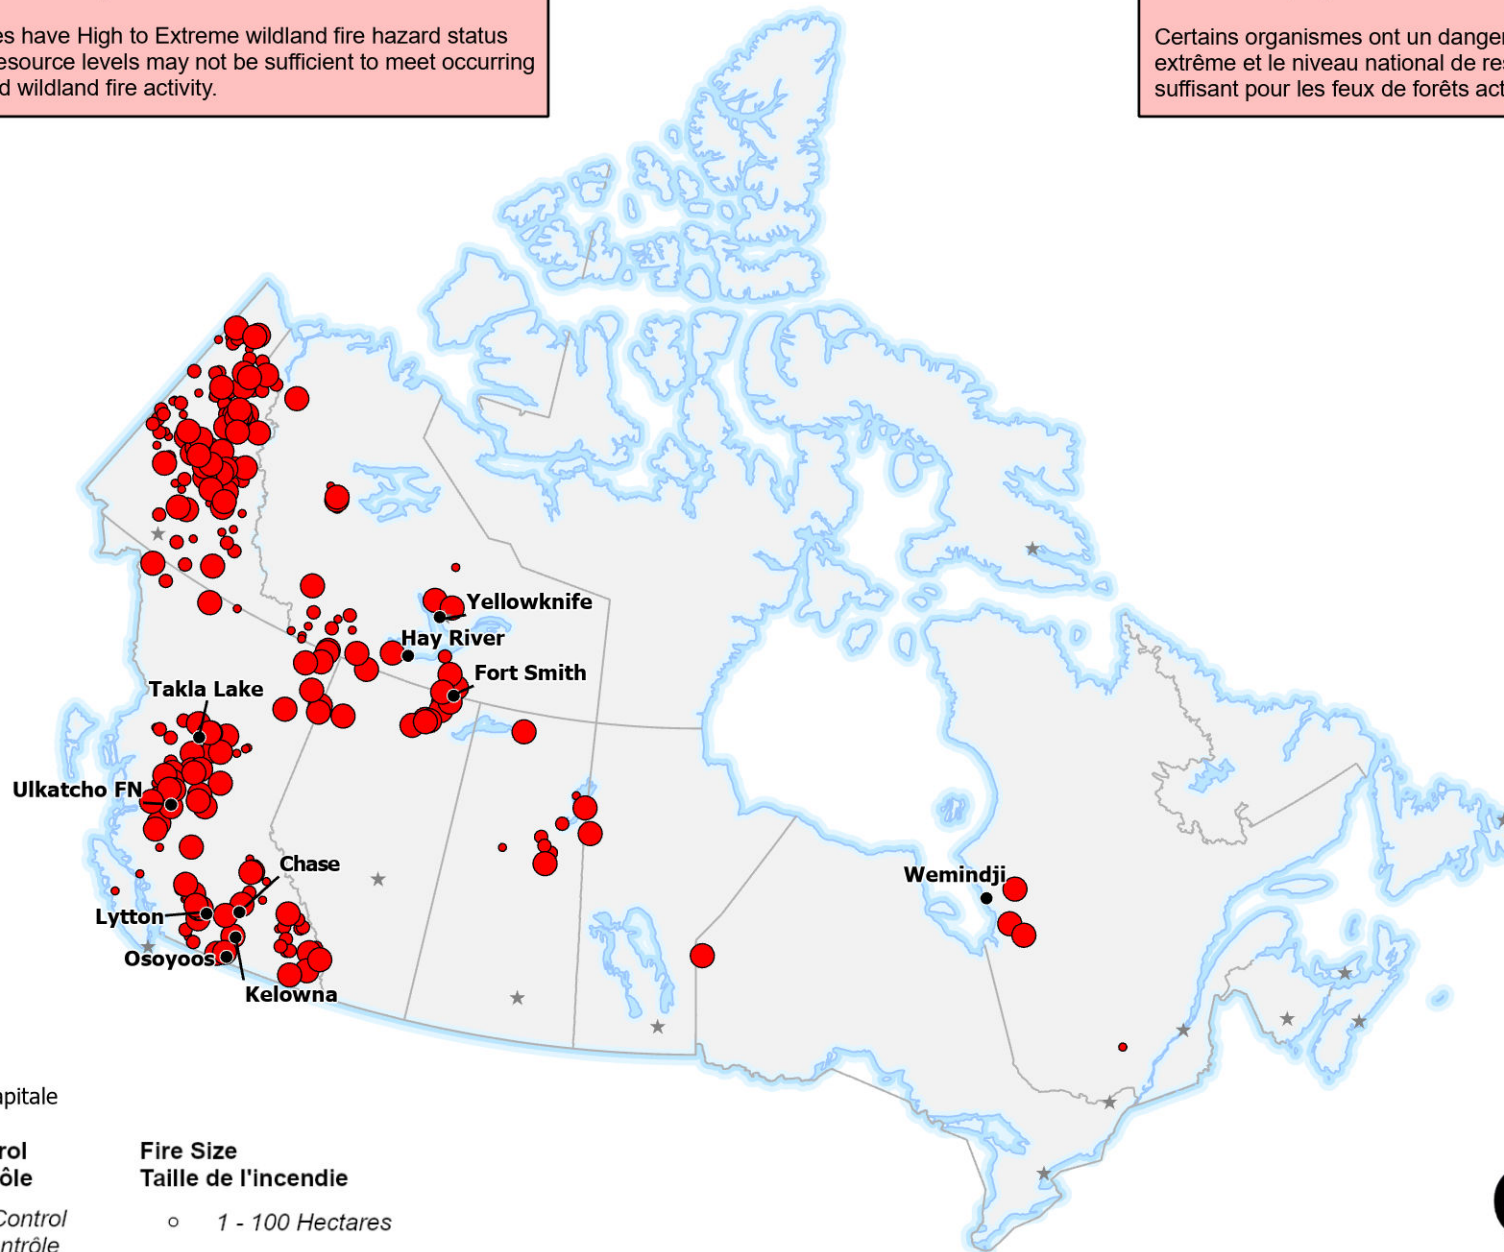 es have High to Extreme wildland fire hazard status
esource levels may not be sufficient to meet occurring
d wildland fire activity.
Certains organismes ont un danger
extrême et le niveau national de res
suffisant pour les feux de forêts act
Yellowknife
Hay River
Fort Smith
Takla Lake
Ulkatcho FN
Chase
Lytton
Osoyoos
Kelowna
Wemindji
apitale
rol
ôle
Control
ntrôle
Fire Size
Taille de l'incendie
1 - 100 Hectares